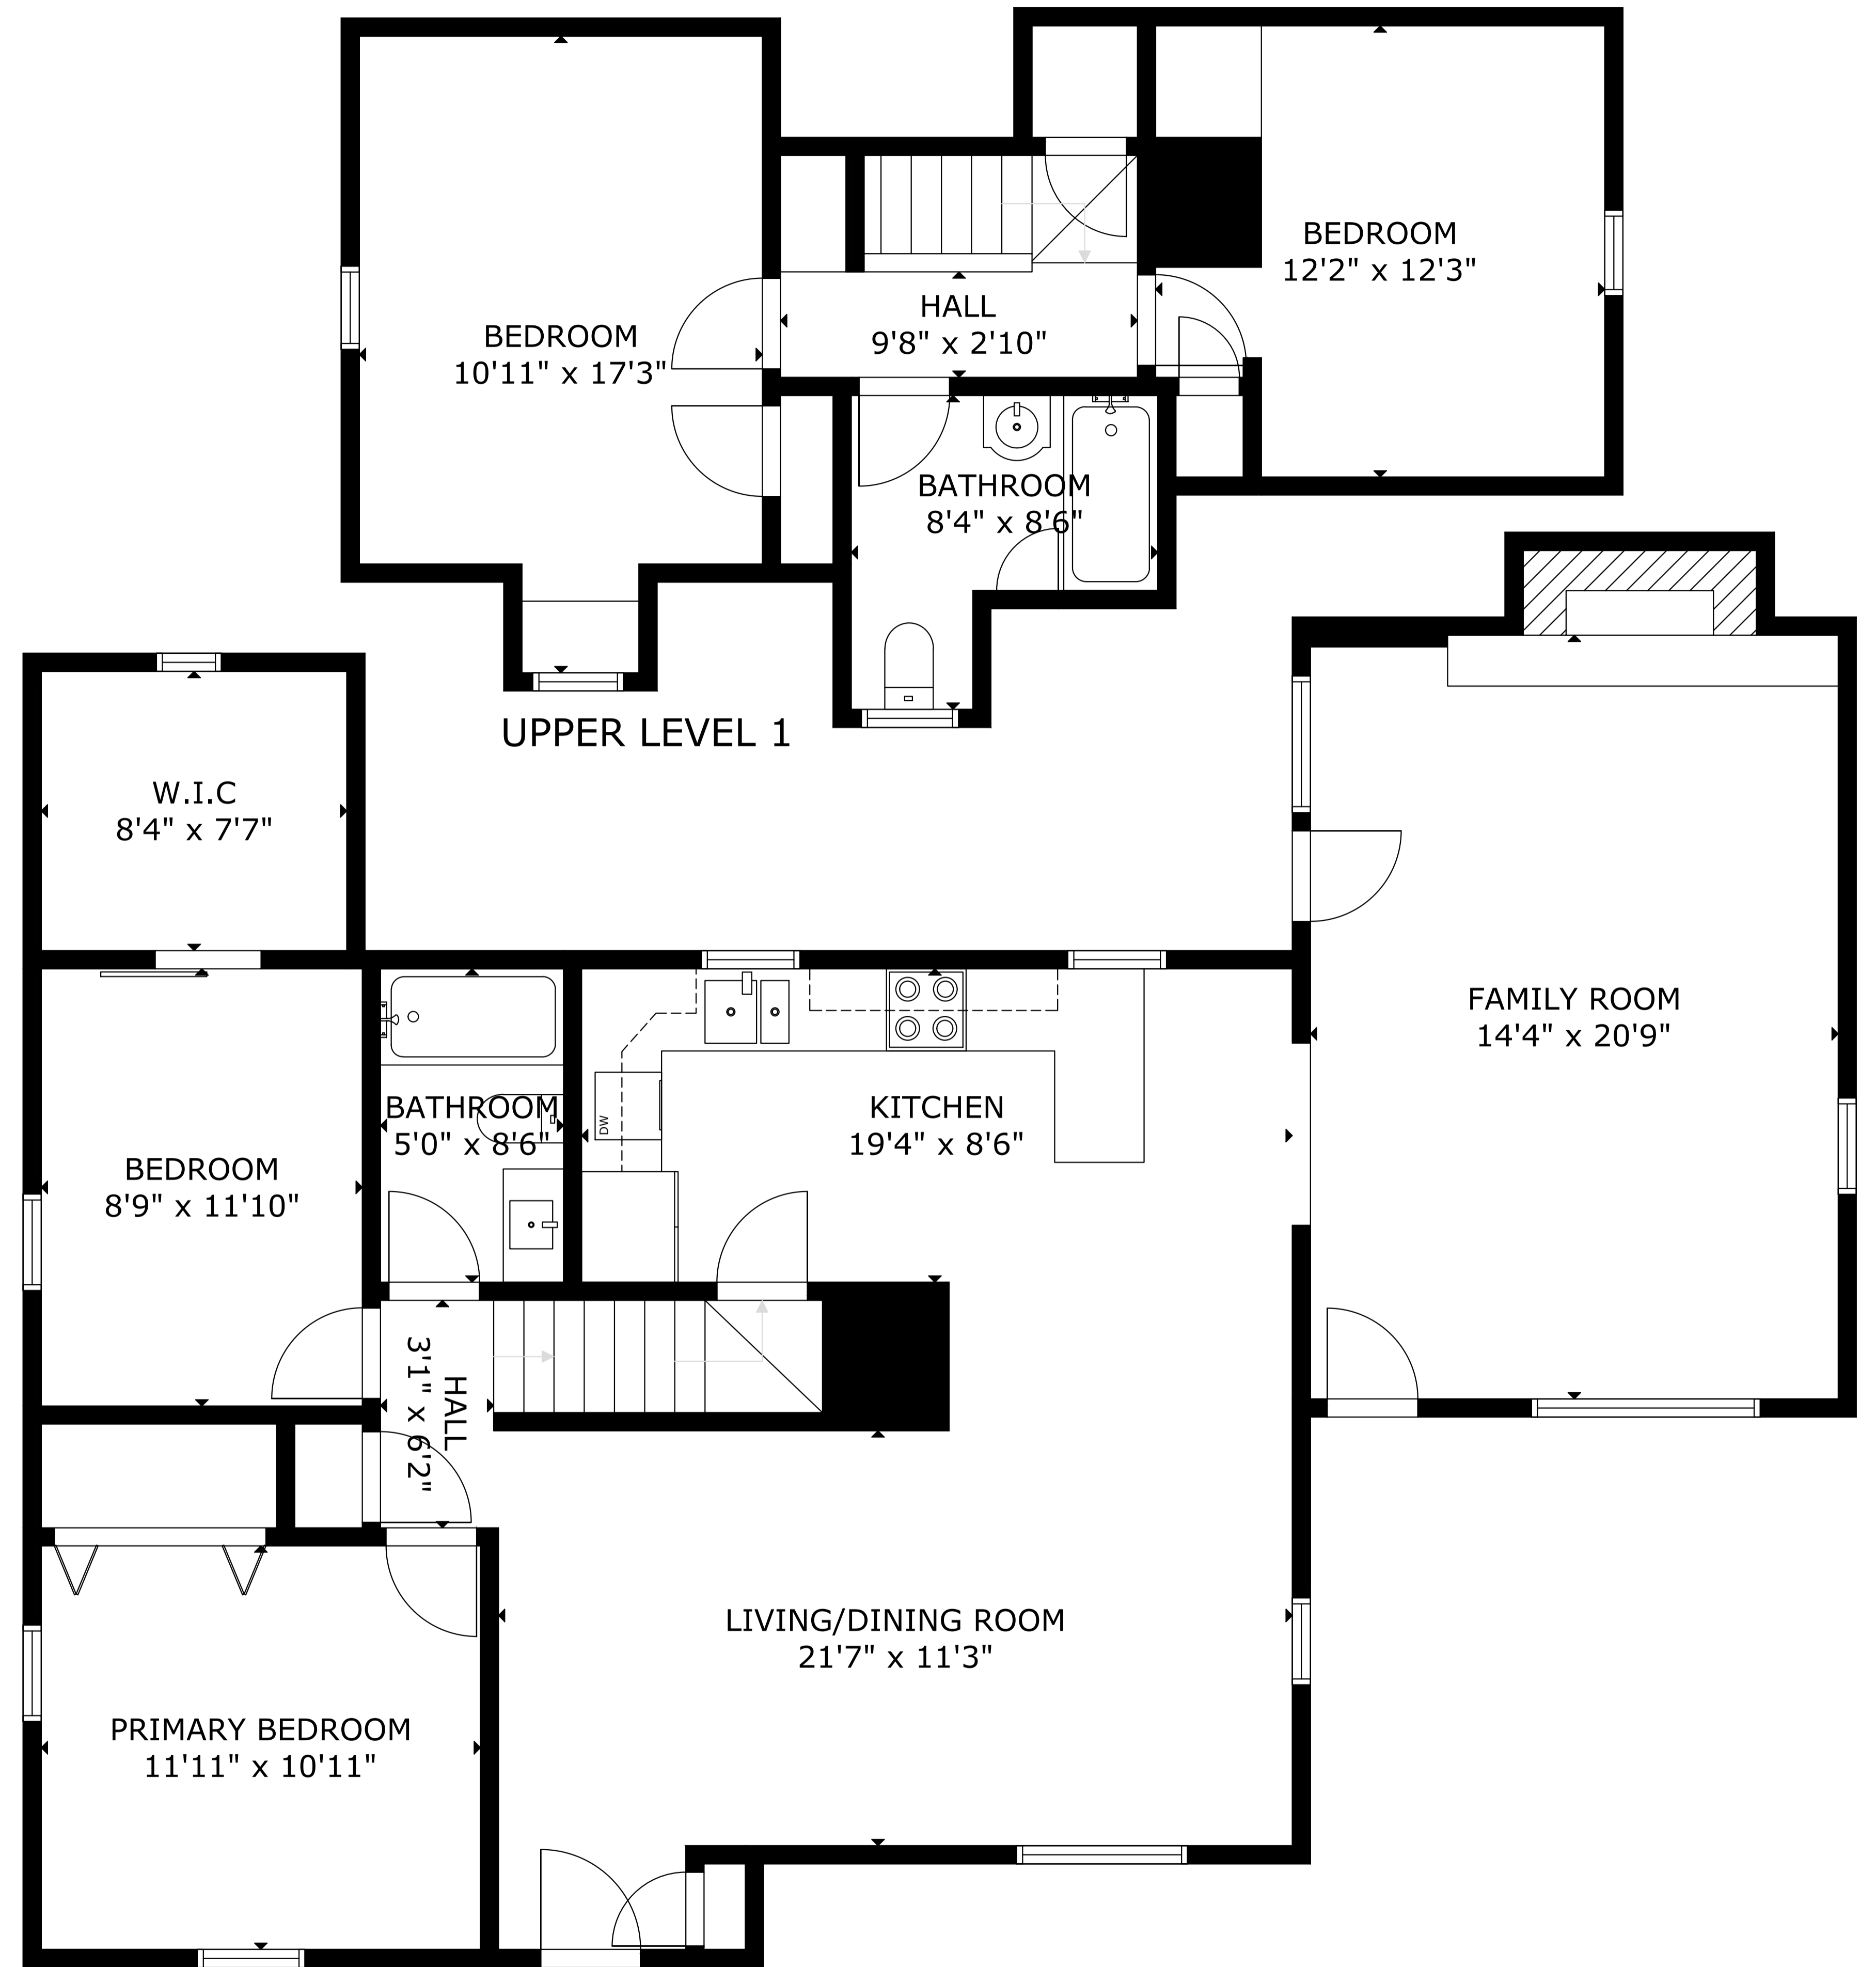 BEDROOM
12'2" x 12'3"
HALL
9'8" x 2'10"
BEDROOM
10'11" x 17'3"
BATHROOM
8'4" x 8'6"
UPPER LEVEL 1
W.I.C
8'4" x 7'7"
FAMILY ROOM
14'4" x 20'9"
BATHROOM
5'0" x 8'6"
DW
KITCHEN
19'4" x 8'6"
BEDROOM
8'9" x 11'10"
HALL
3'1" x 6'2"
LIVING/DINING ROOM
21'7" x 11'3"
PRIMARY BEDROOM
11'11" x 10'11"